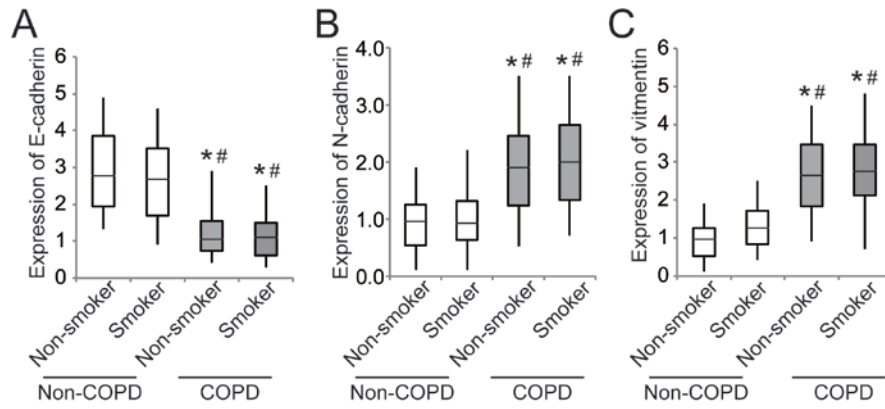 A
Expression of E-cadherin
6
5
4
3
2
1
0
*#
*#
Non-smoker
Smoker
Non-smoker
Smoker
Non-COPD
COPD
B
Expression of N-cadherin
4.0
3.0
2.0
1.0
0.0
*#
*#
Non-smoker
Smoker
Non-smoker
Smoker
Non-COPD
COPD
C
Expression of vitmentin
6
5
4
3
2
1
0
*#
*#
Non-smoker
Smoker
Non-smoker
Smoker
Non-COPD
COPD